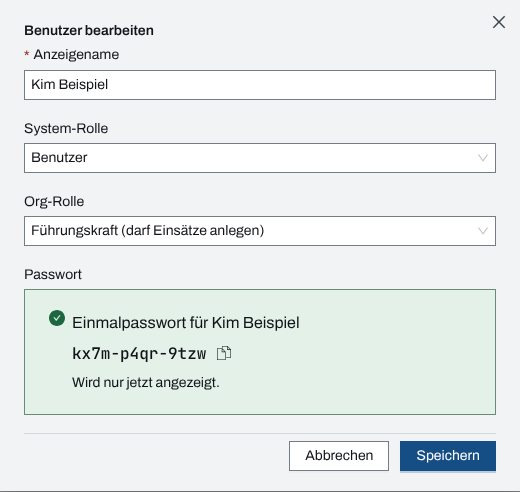 Benutzer bearbeiten
* Anzeigename
Kim Beispiel
System-Rolle
Benutzer
Org-Rolle
Führungskraft (darf Einsätze anlegen)
Passwort
Einmalpasswort für Kim Beispiel
kx7m-p4qr-9tzw
Wird nur jetzt angezeigt.
Abbrechen
Speichern